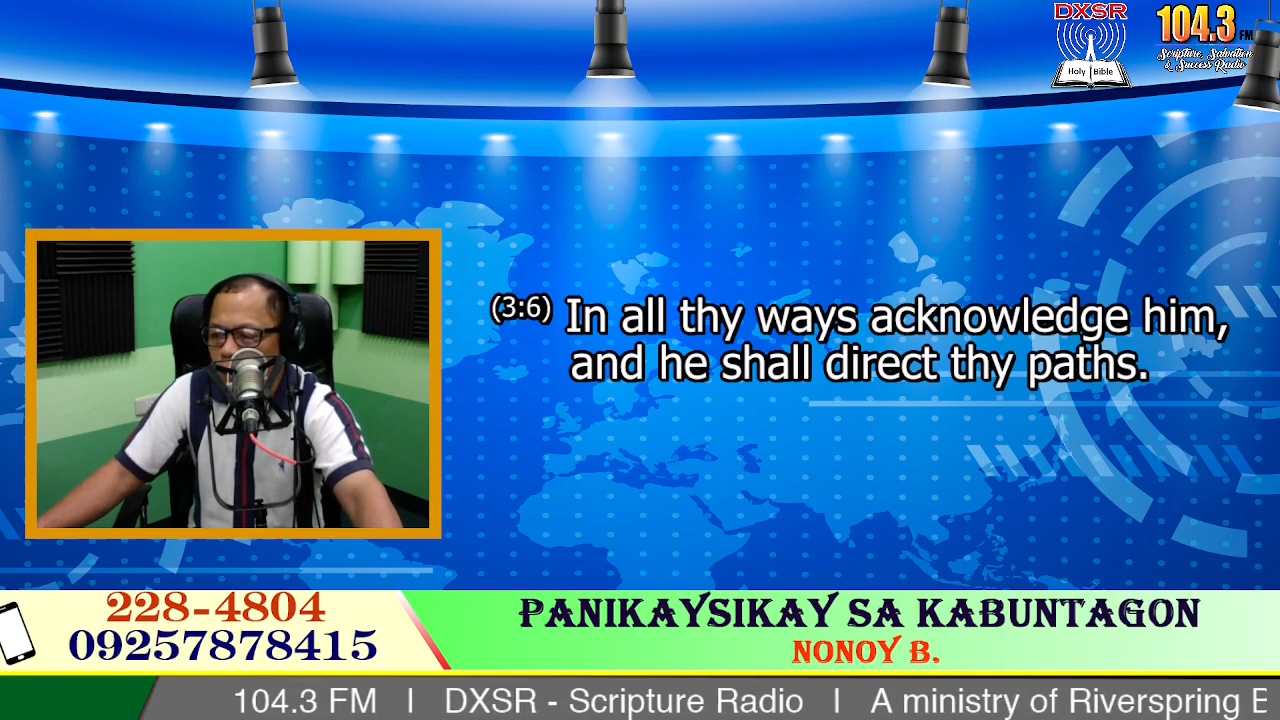 DXSR
Holy Bible
104.3 FM
Scripture, Salvation
& Success Radio
(3:6) In all thy ways acknowledge him,
and he shall direct thy paths.
228-4804
09257878415
PANIKAYSIKAY SA KABUNTAGON
NONOY B.
104.3 FM I DXSR - Scripture Radio I A ministry of Riverspring E